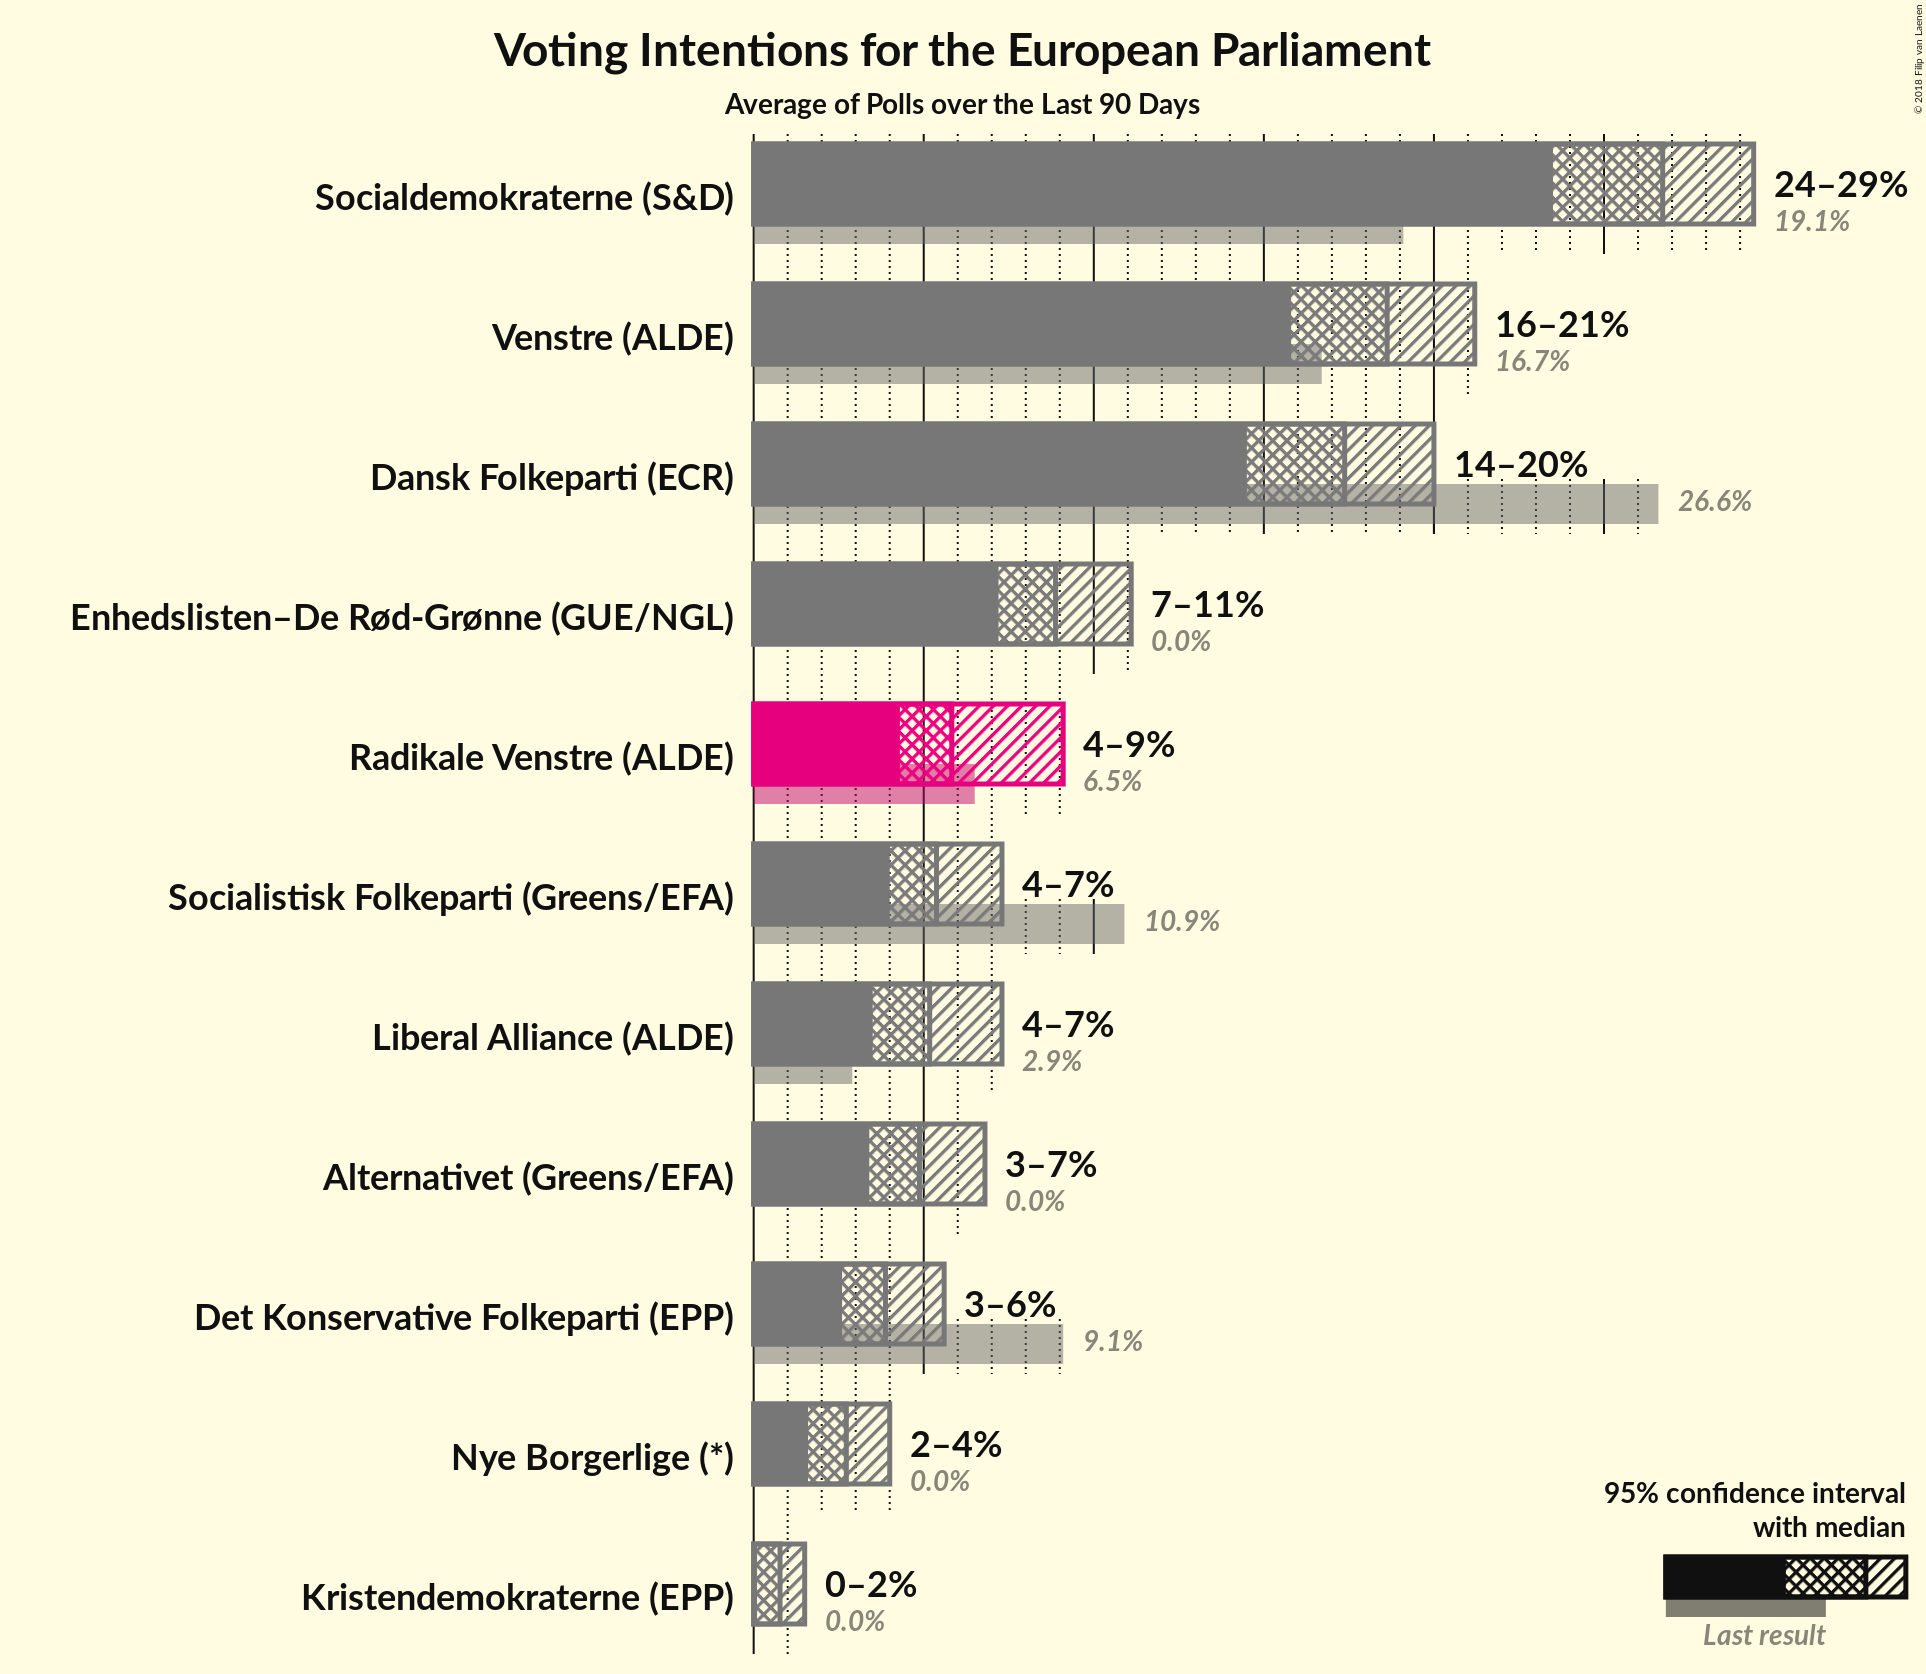 Voting Intentions for the European Parliament
Average of Polls over the Last 90 Days
© 2018 Filip van Laenen
Socialdemokraterne (S&D)
24–29%
19.1%
Venstre (ALDE)
16–21%
16.7%
Dansk Folkeparti (ECR)
14–20%
26.6%
Enhedslisten–De Rød-Grønne (GUE/NGL)
7–11%
0.0%
Radikale Venstre (ALDE)
4–9%
6.5%
Socialistisk Folkeparti (Greens/EFA)
4–7%
10.9%
Liberal Alliance (ALDE)
4–7%
2.9%
Alternativet (Greens/EFA)
3–7%
0.0%
Det Konservative Folkeparti (EPP)
3–6%
9.1%
Nye Borgerlige (*)
2–4%
0.0%
Kristendemokraterne (EPP)
0–2%
0.0%
95% confidence interval
with median
Last result